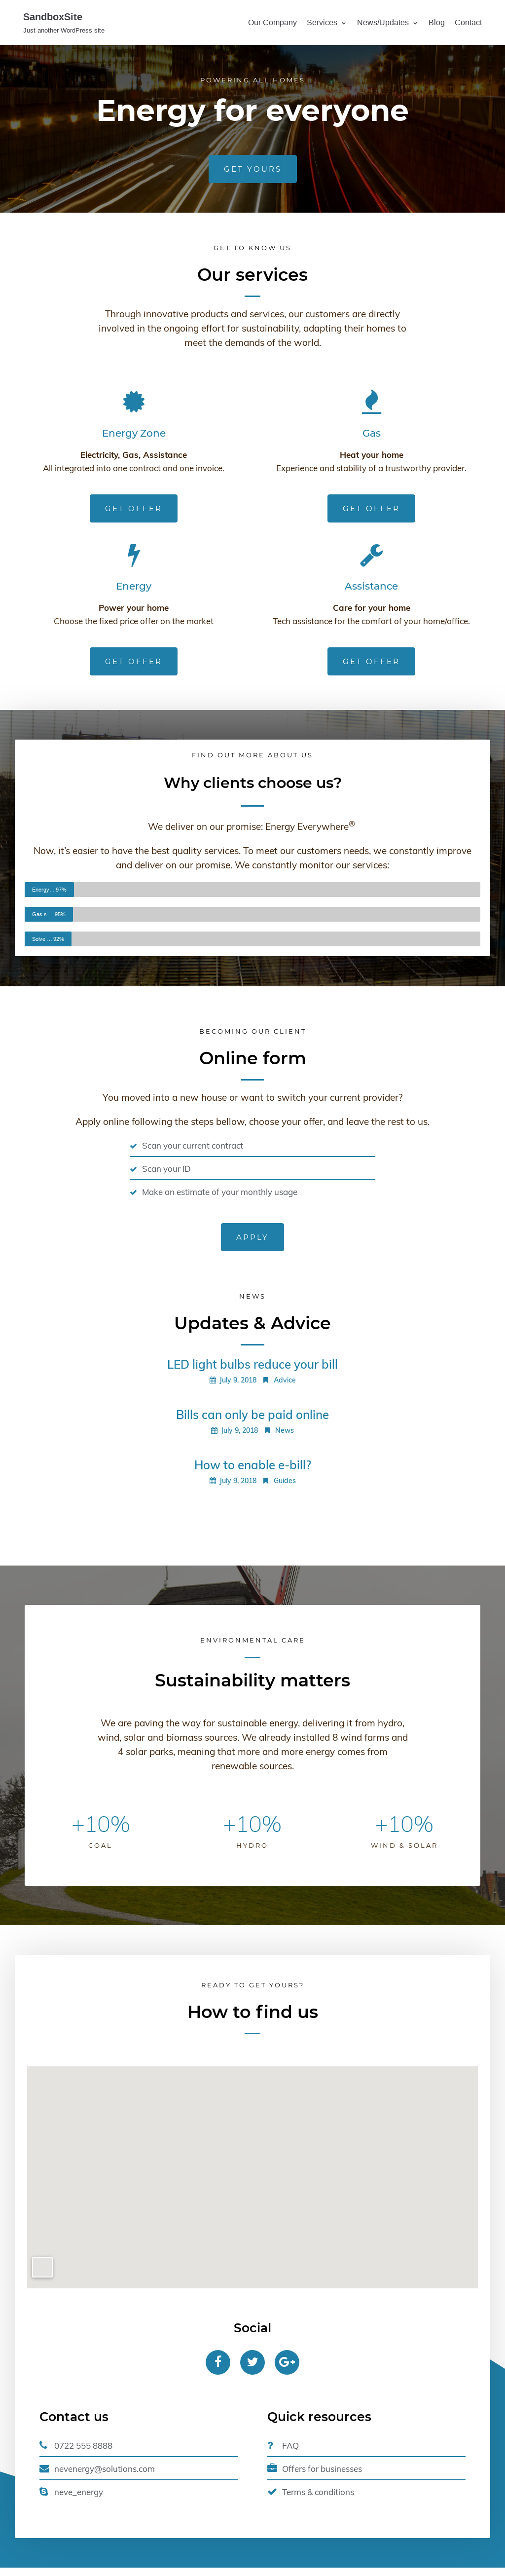 SandboxSite
Just another WordPress site
Our Company Services News/Updates Blog Contact
POWERING ALL HOMES
Energy for everyone
GET YOURS
GET TO KNOW US
Our services
Through innovative products and services, our customers are directly
involved in the ongoing effort for sustainability, adapting their homes to
meet the demands of the world.
Energy Zone
Electricity, Gas, Assistance
All integrated into one contract and one invoice.
GET OFFER
Gas
Heat your home
Experience and stability of a trustworthy provider.
GET OFFER
Energy
Power your home
Choose the fixed price offer on the market
GET OFFER
Assistance
Care for your home
Tech assistance for the comfort of your home/office.
GET OFFER
FIND OUT MORE ABOUT US
Why clients choose us?
We deliver on our promise: Energy Everywhere®
Now, it's easier to have the best quality services. To meet our customers needs, we constantly improve
and deliver on our promise. We constantly monitor our services:
Energy... 97%
Gas s... 95%
Solve ... 92%
BECOMING OUR CLIENT
Online form
You moved into a new house or want to switch your current provider?
Apply online following the steps bellow, choose your offer, and leave the rest to us.
Scan your current contract
Scan your ID
Make an estimate of your monthly usage
APPLY
NEWS
Updates & Advice
LED light bulbs reduce your bill
July 9, 2018 Advice
Bills can only be paid online
July 9, 2018 News
How to enable e-bill?
July 9, 2018 Guides
ENVIRONMENTAL CARE
Sustainability matters
We are paving the way for sustainable energy, delivering it from hydro,
wind, solar and biomass sources. We already installed 8 wind farms and
4 solar parks, meaning that more and more energy comes from
renewable sources.
+10%
COAL
+10%
HYDRO
+10%
WIND & SOLAR
READY TO GET YOURS?
How to find us
Social
Contact us
0722 555 8888
nevenergy@solutions.com
neve_energy
Quick resources
FAQ
Offers for businesses
Terms & conditions